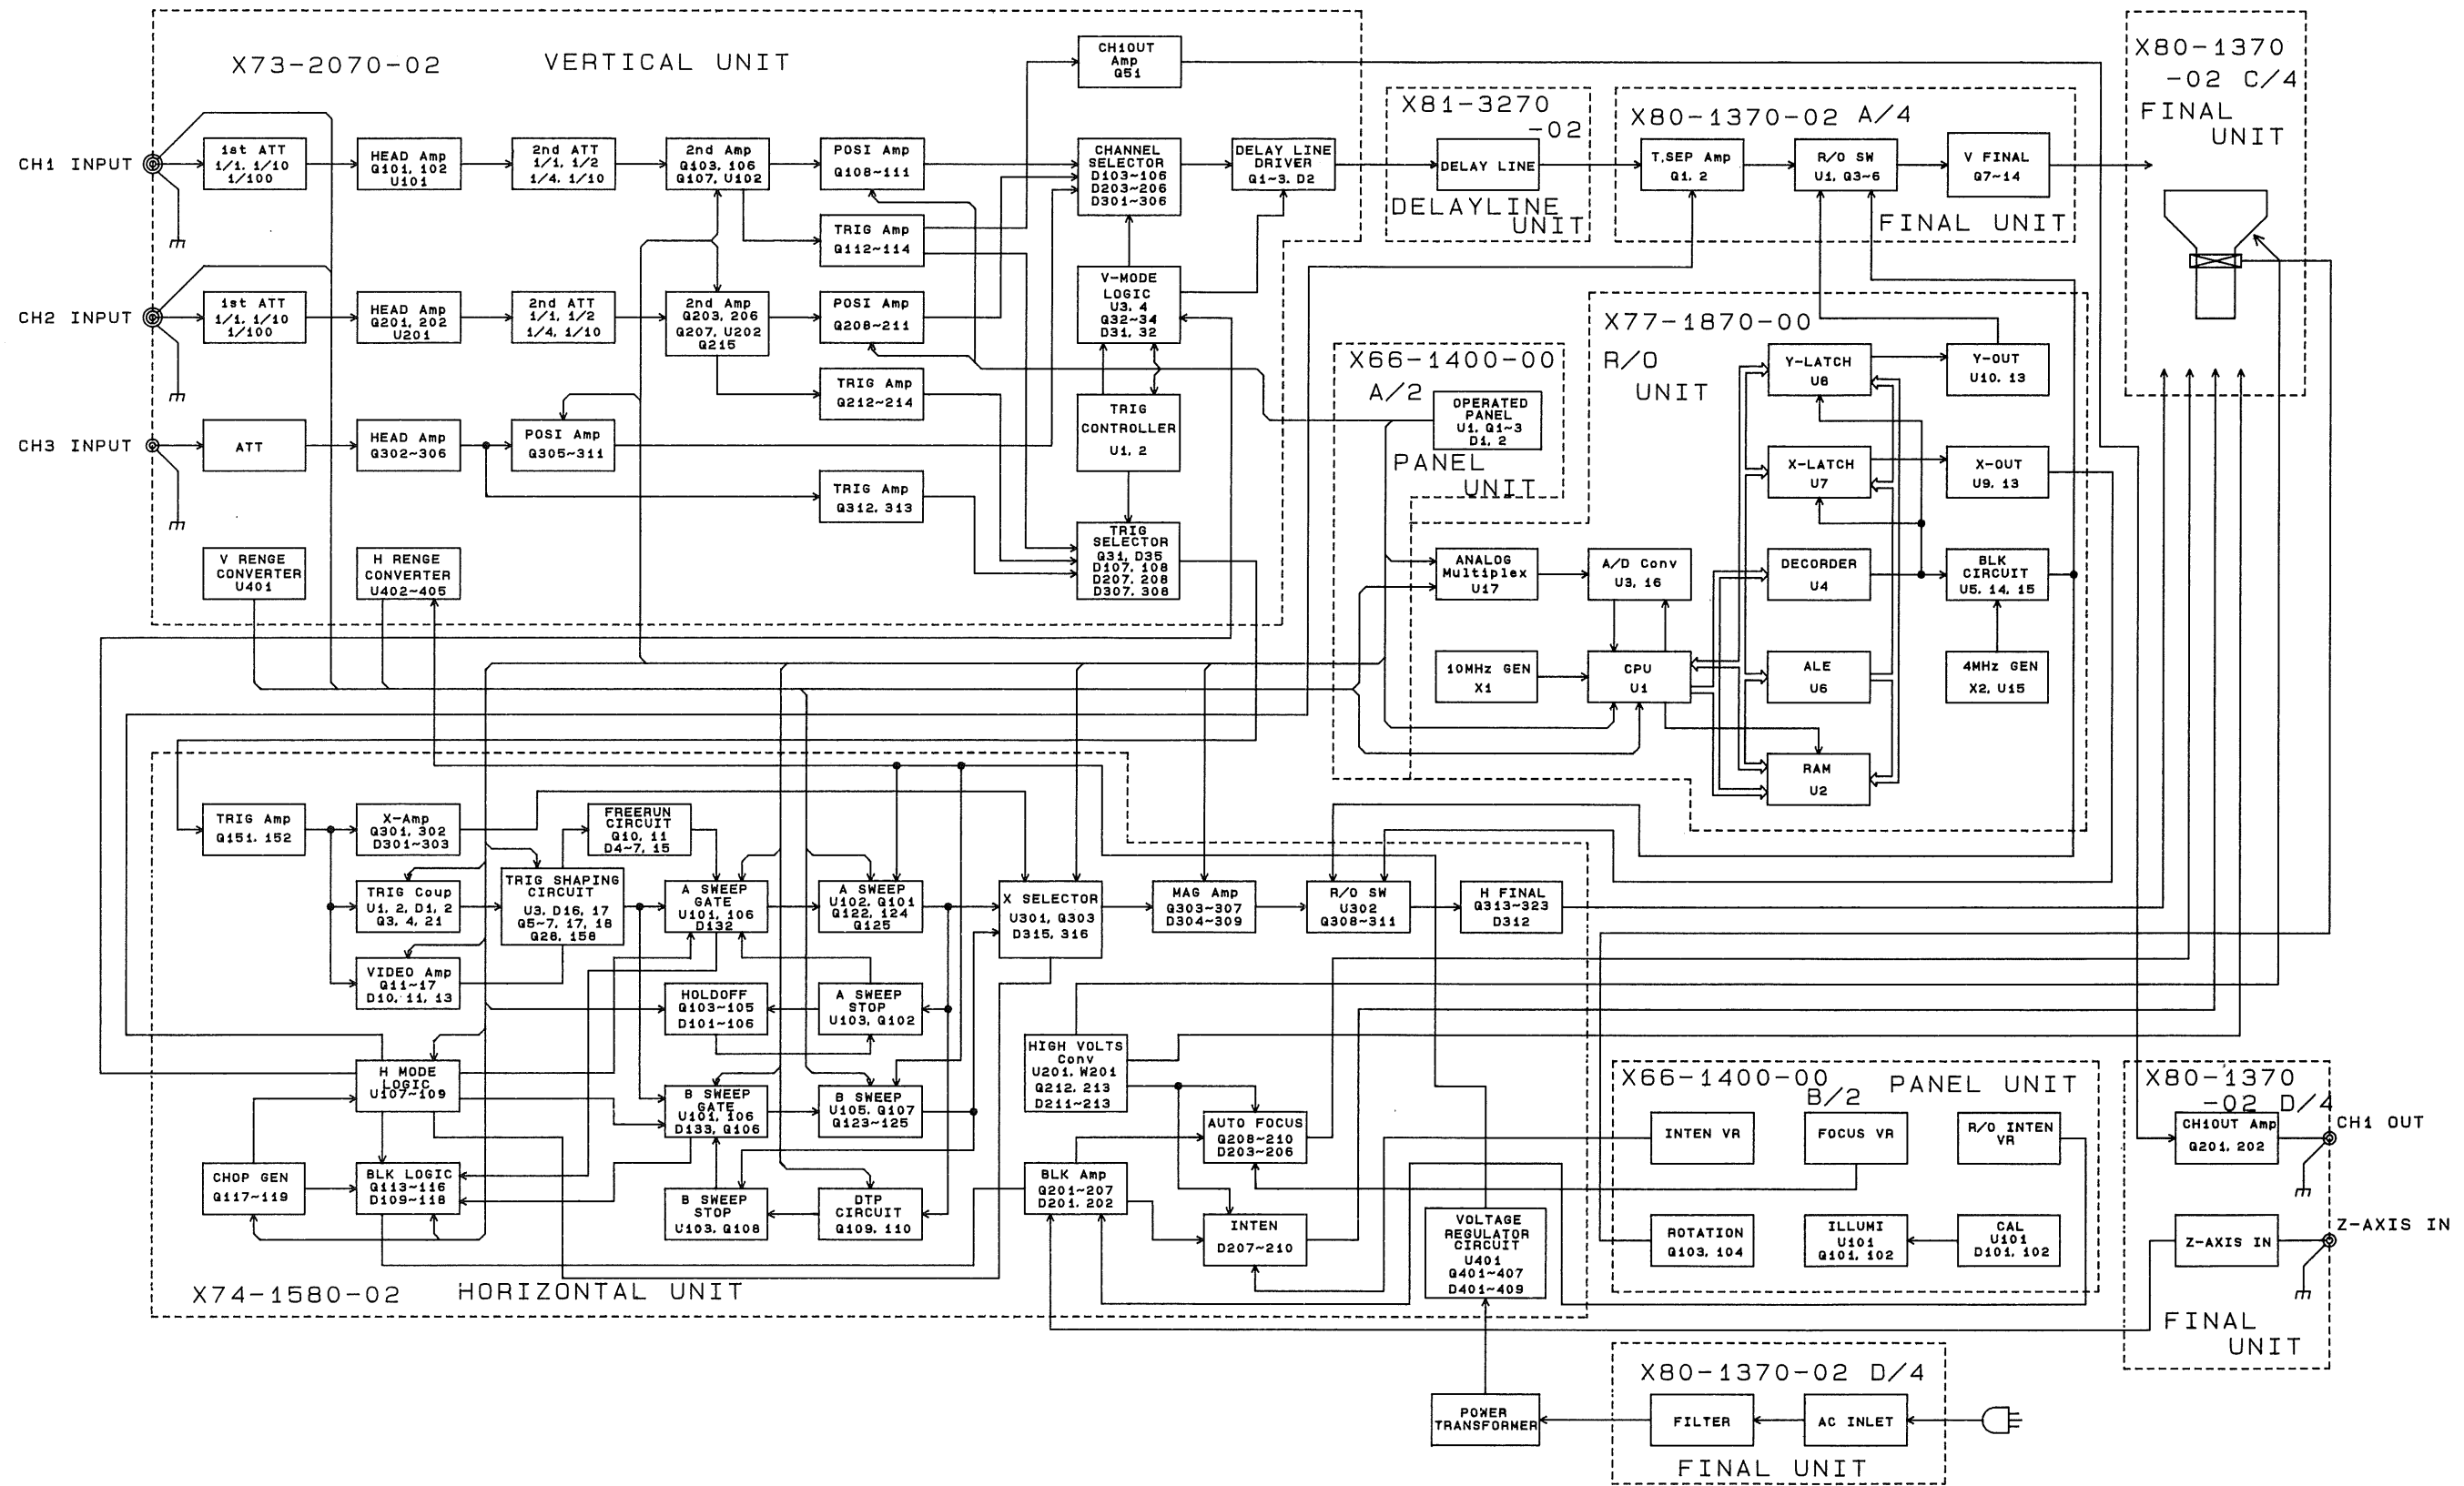 X73-2070-02
VERTICAL UNIT
CH1OUT
Amp
Q51
CH1 INPUT
1st ATT
1/1, 1/10
1/100
HEAD Amp
Q101, 102
U101
2nd ATT
1/1, 1/2
1/4, 1/10
2nd Amp
Q103, 106
Q107, U102
POSI Amp
Q108~111
CHANNEL
SELECTOR
D103~106
D203~206
D301~306
DELAY LINE
DRIVER
Q1~3, D2
TRIG Amp
Q112~114
CH2 INPUT
1st ATT
1/1, 1/10
1/100
HEAD Amp
Q201, 202
U201
2nd ATT
1/1, 1/2
1/4, 1/10
2nd Amp
Q203, 206
Q207, U202
Q215
POSI Amp
Q208~211
V-MODE
LOGIC
U3, 4
Q32~34
D31, 32
TRIG Amp
Q212~214
TRIG
CONTROLLER
U1, 2
CH3 INPUT
ATT
HEAD Amp
Q302~306
POSI Amp
Q305~311
TRIG Amp
Q312, 313
TRIG
SELECTOR
Q31, D35
D107, 108
D207, 208
D307, 308
V RENGE
CONVERTER
U401
H RENGE
CONVERTER
U402~405
X81-3270
-02
DELAY LINE
DELAYLINE
UNIT
X80-1370-02 A/4
T,SEP Amp
Q1, 2
R/O SW
U1, Q3~6
V FINAL
Q7~14
FINAL UNIT
X80-1370
-02 C/4
FINAL
UNIT
X66-1400-00
A/2
OPERATED
PANEL
U1, Q1~3
D1, 2
PANEL
UNIT
X77-1870-00
R/O
UNIT
Y-LATCH
U8
Y-OUT
U10, 13
X-LATCH
U7
X-OUT
U9, 13
ANALOG
Multiplex
U17
A/D Conv
U3, 16
DECORDER
U4
BLK
CIRCUIT
U5, 14, 15
10MHz GEN
X1
CPU
U1
ALE
U6
4MHz GEN
X2, U15
RAM
U2
TRIG Amp
Q151, 152
X-Amp
Q301, 302
D301~303
FREERUN
CIRCUIT
Q10, 11
D4~7, 15
TRIG Coup
U1, 2, D1, 2
Q3, 4, 21
TRIG SHAPING
CIRCUIT
U3, D16, 17
Q5~7, 17, 18
Q28, 158
A SWEEP
GATE
U101, 106
D132
A SWEEP
U102, Q101
Q122, 124
Q125
X SELECTOR
U301, Q303
D315, 316
MAG Amp
Q303~307
D304~309
R/O SW
U302
Q308~311
H FINAL
Q313~323
D312
VIDEO Amp
Q11~17
D10, 11, 13
HOLDOFF
Q103~105
D101~106
A SWEEP
STOP
U103, Q102
H MODE
LOGIC
U107~109
B SWEEP
GATE
U101, 106
D133, Q106
B SWEEP
U105, Q107
Q123~125
HIGH VOLTS
Conv
U201, W201
Q212, 213
D211~213
AUTO FOCUS
Q208~210
D203~206
CHOP GEN
Q117~119
BLK LOGIC
Q113~116
D109~118
B SWEEP
STOP
U103, Q108
DTP
CIRCUIT
Q109, 110
BLK Amp
Q201~207
D201, 202
INTEN
D207~210
VOLTAGE
REGULATOR
CIRCUIT
U401
Q401~407
D401~409
X74-1580-02
HORIZONTAL UNIT
X66-1400-00
B/2
PANEL UNIT
INTEN VR
FOCUS VR
R/O INTEN
VR
ROTATION
Q103, 104
ILLUMI
U101
Q101, 102
CAL
U101
D101, 102
X80-1370
-02 D/4
CH1OUT Amp
Q201, 202
CH1 OUT
Z-AXIS IN
Z-AXIS IN
FINAL
UNIT
X80-1370-02 D/4
POWER
TRANSFORMER
FILTER
AC INLET
FINAL UNIT